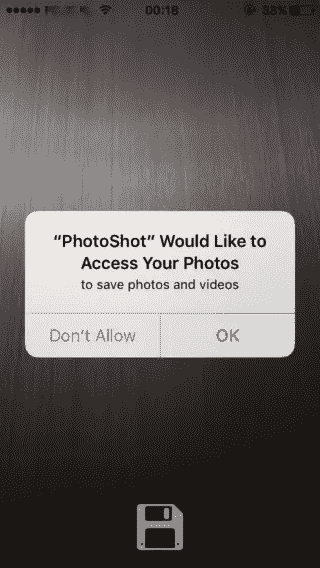 00:18
38%
"PhotoShot" Would Like to
Access Your Photos
to save photos and videos
Don't Allow
OK